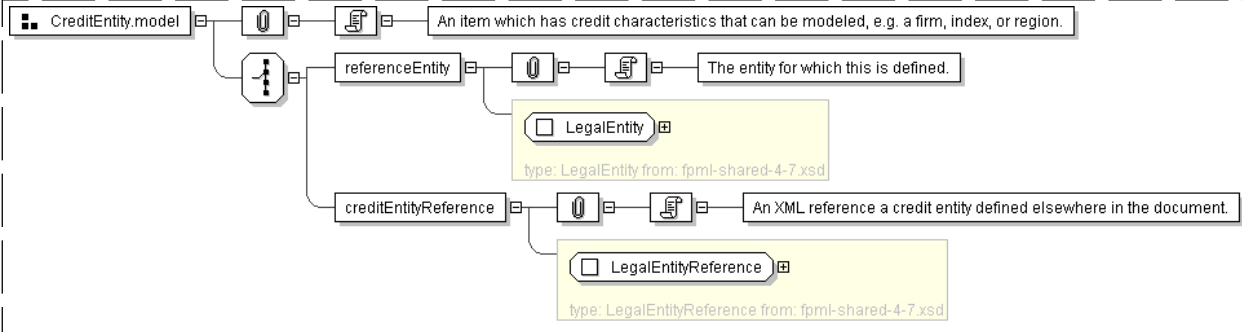 CreditEntity.model
An item which has credit characteristics that can be modeled, e.g. a firm, index, or region.
referenceEntity
The entity for which this is defined.
LegalEntity
type: LegalEntity from: fpml-shared-4-7.xsd
creditEntityReference
An XML reference a credit entity defined elsewhere in the document.
LegalEntityReference
type: LegalEntityReference from: fpml-shared-4-7.xsd